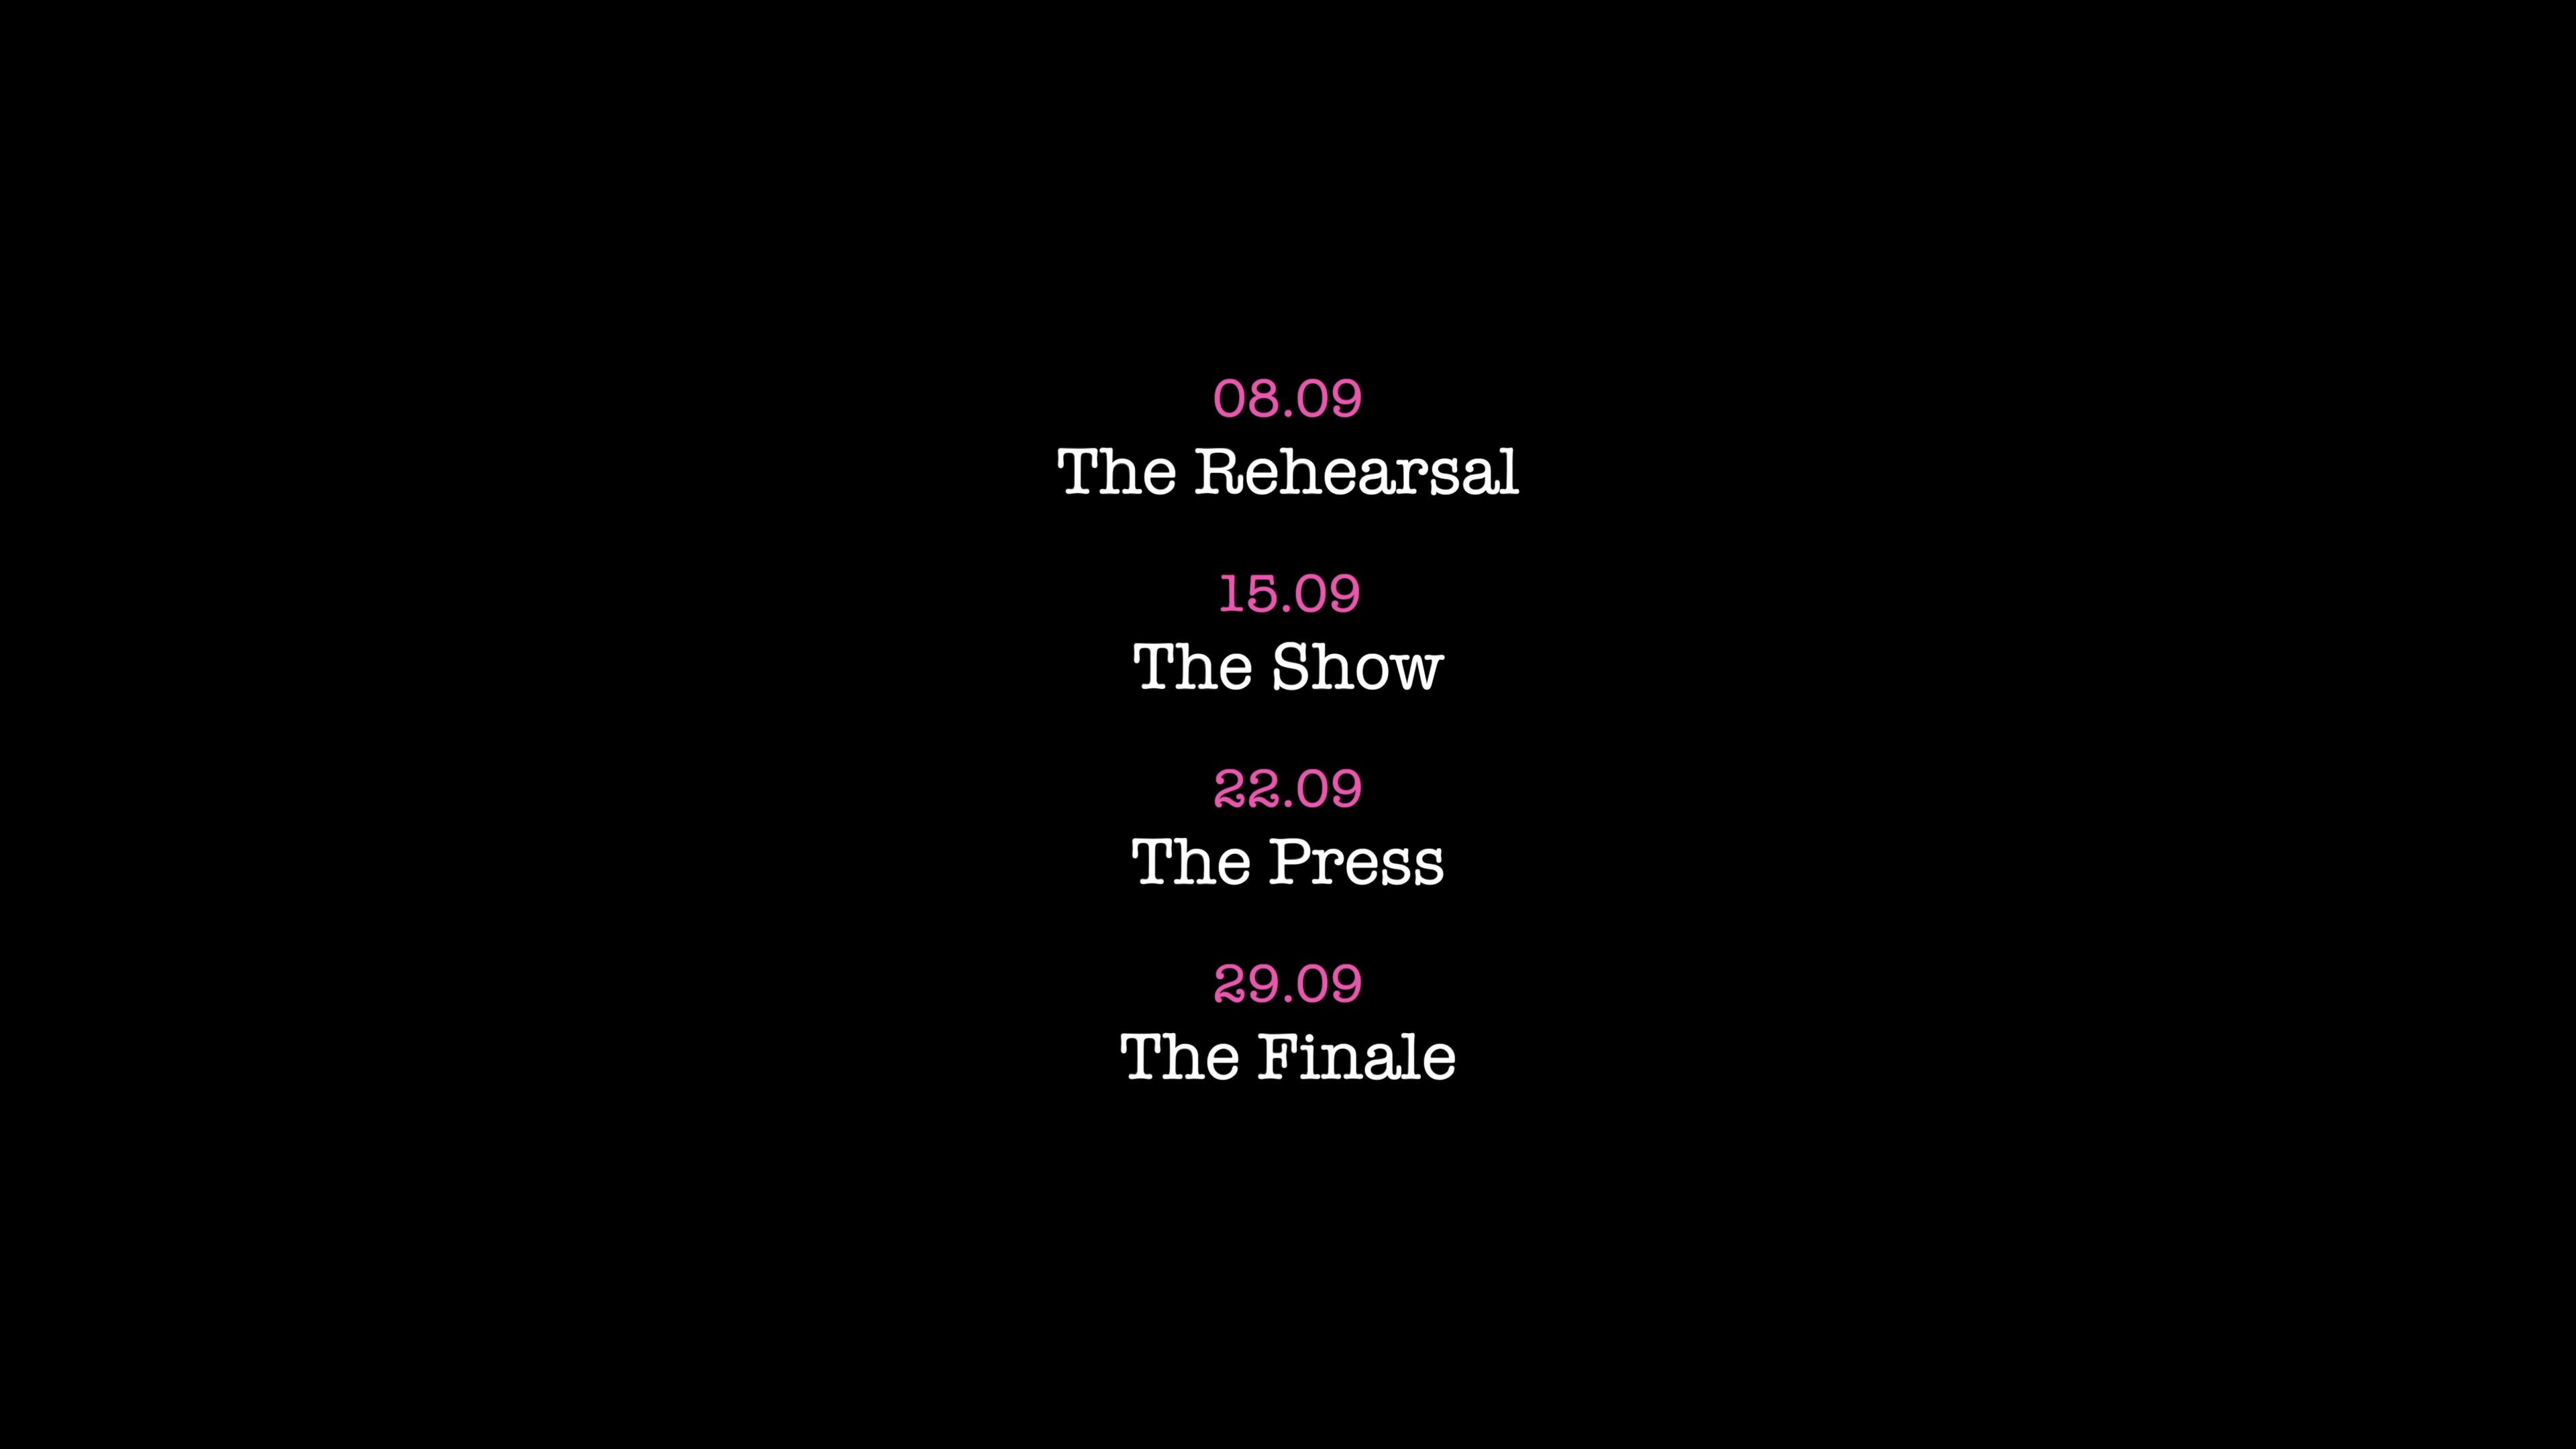 08.09
The Rehearsal
15.09
The Show
22.09
The Press
29.09
The Finale